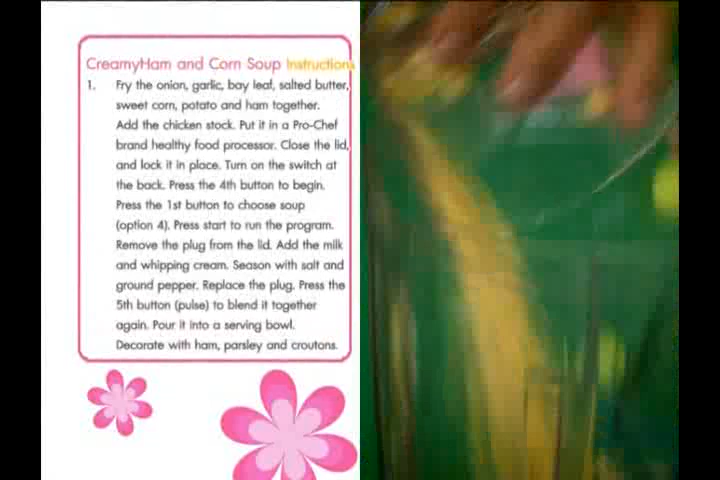 CreamyHam and Corn Soup Instructions
1. Fry the onion, garlic, bay leaf, salted butter,
sweet corn, potato and ham together.
Add the chicken stock. Put it in a Pro-Chef
brand healthy food processor. Close the lid,
and lock it in place. Turn on the switch at
the back. Press the 4th button to begin.
Press the 1st button to choose soup
(option 4). Press start to run the program.
Remove the plug from the lid. Add the milk
and whipping cream. Season with salt and
ground pepper. Replace the plug. Press the
5th button (pulse) to blend it together
again. Pour it into a serving bowl.
Decorate with ham, parsley and croutons.